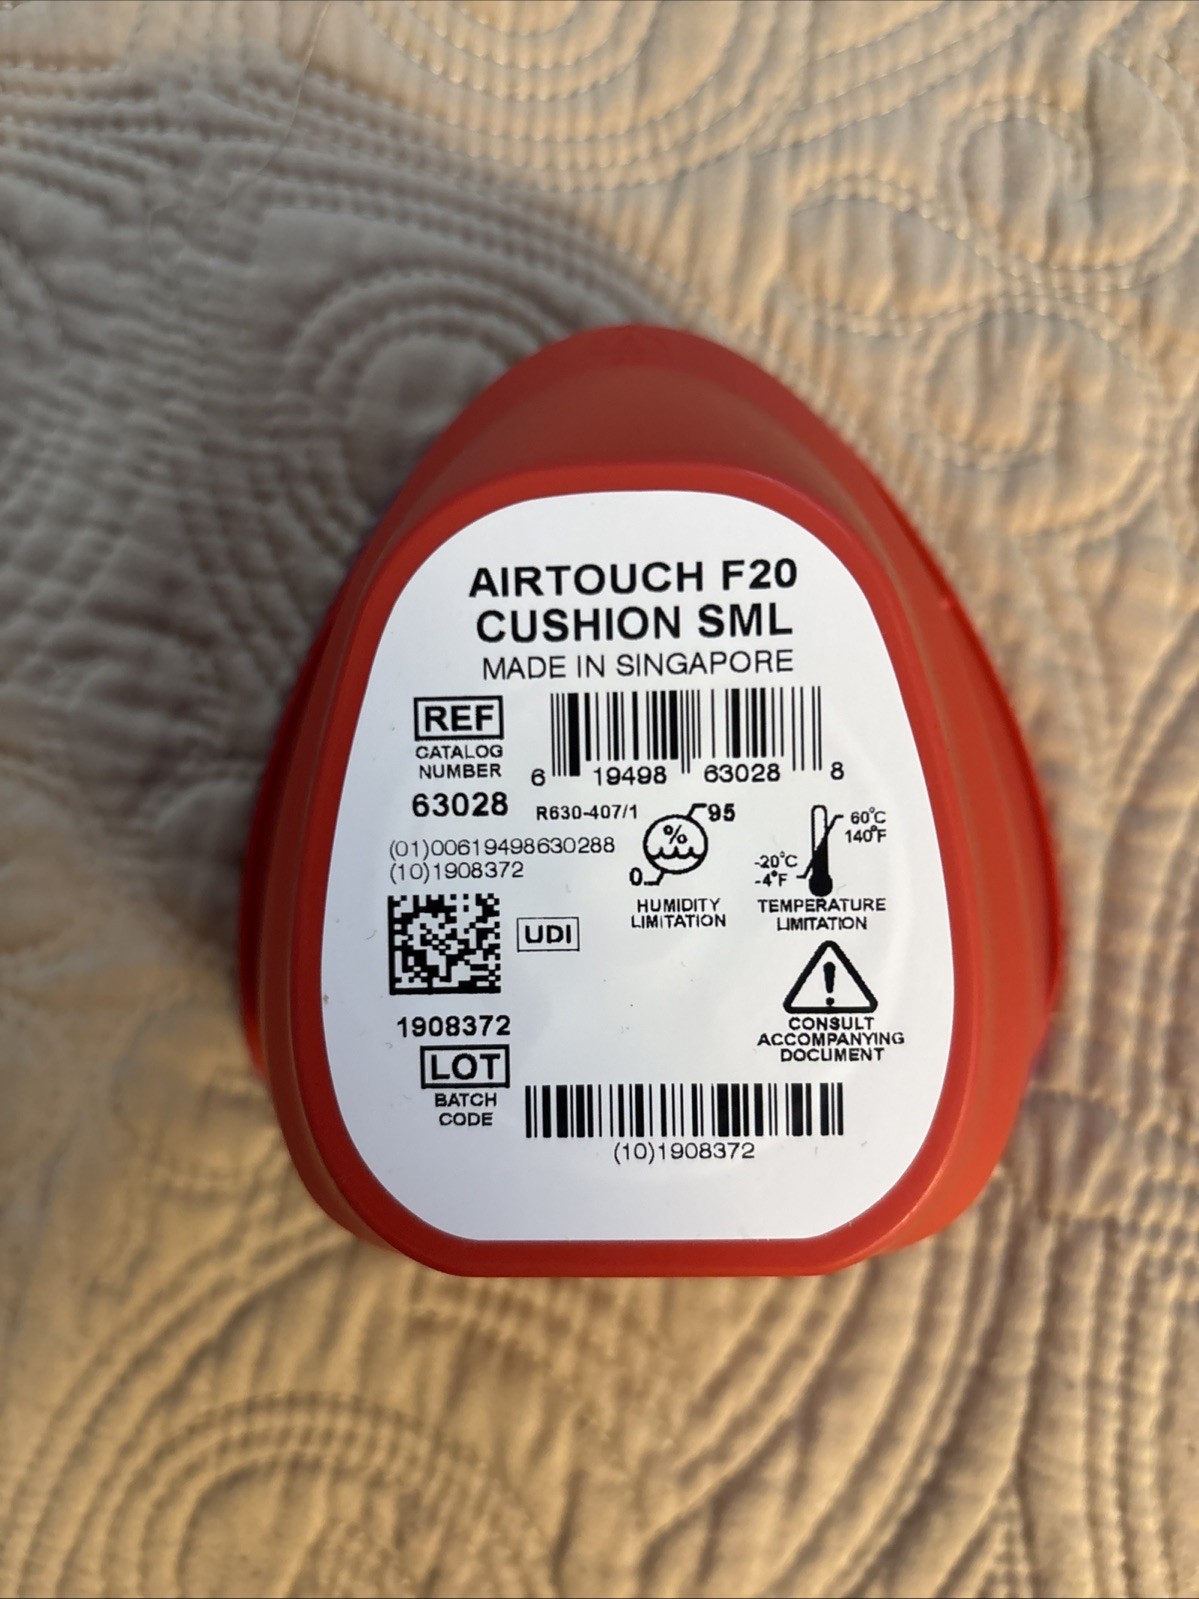 AIRTOUCH F20
CUSHION SML
MADE IN SINGAPORE
REF
CATALOG
NUMBER
63028
6 19498 63028 8
R630-407/1
(01)00619498630288
(10)1908372
% 95
0
HUMIDITY
LIMITATION
60°C
140°F
-20°C
-4°F
TEMPERATURE
LIMITATION
UDI
!
CONSULT
ACCOMPANYING
DOCUMENT
1908372
LOT
BATCH
CODE
(10)1908372